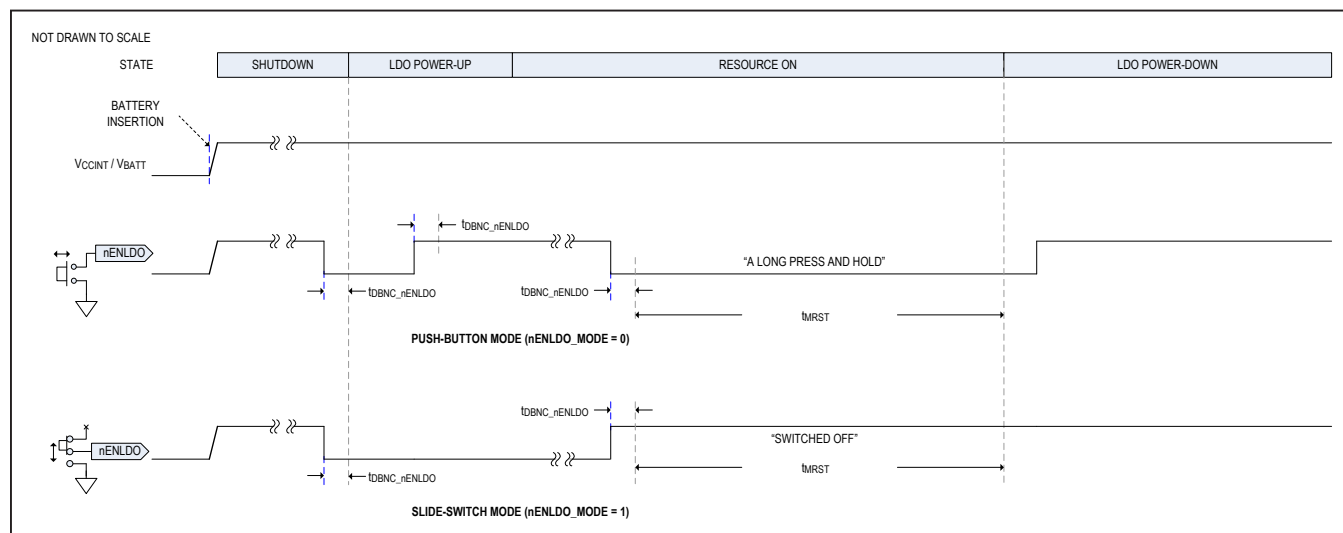 NOT DRAWN TO SCALE
STATE
SHUTDOWN
LDO POWER-UP
RESOURCE ON
LDO POWER-DOWN
BATTERY
INSERTION
VCCINT / VBATT
tDBNC_nENLDO
nENLDO
"A LONG PRESS AND HOLD"
tDBNC_nENLDO
tDBNC_nENLDO
tMRST
PUSH-BUTTON MODE (nENLDO_MODE = 0)
tDBNC_nENLDO
nENLDO
"SWITCHED OFF"
tDBNC_nENLDO
tMRST
SLIDE-SWITCH MODE (nENLDO_MODE = 1)